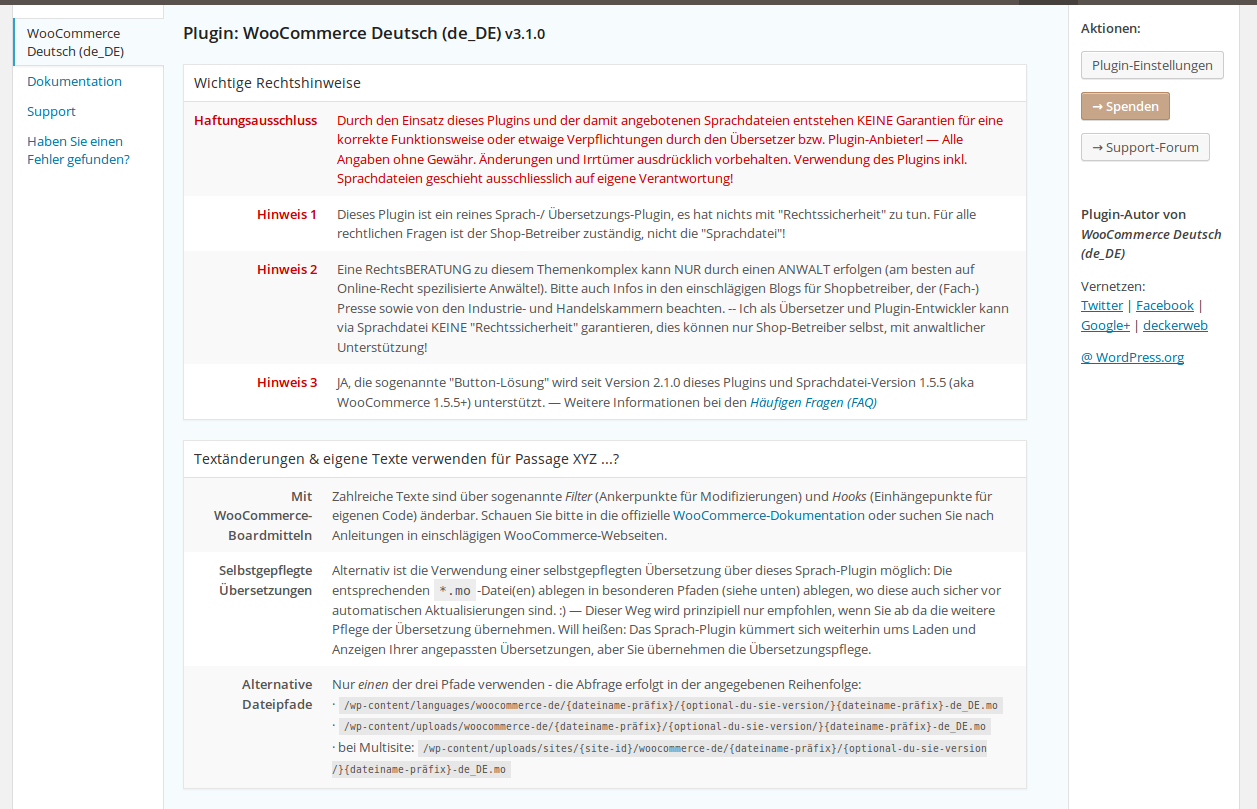 WooCommerce
Deutsch (de_DE)
Dokumentation
Support
Haben Sie einen
Fehler gefunden?
Plugin: WooCommerce Deutsch (de_DE) v3.1.0
Wichtige Rechtshinweise
Haftungsausschluss
Durch den Einsatz dieses Plugins und der damit angebotenen Sprachdateien entstehen KEINE Garantien für eine
korrekte Funktionsweise oder etwaige Verpflichtungen durch den Übersetzer bzw. Plugin-Anbieter! — Alle
Angaben ohne Gewähr. Änderungen und Irrtümer ausdrücklich vorbehalten. Verwendung des Plugins inkl.
Sprachdateien geschieht ausschliesslich auf eigene Verantwortung!
Hinweis 1
Dieses Plugin ist ein reines Sprach-/ Übersetzungs-Plugin, es hat nichts mit "Rechtssicherheit" zu tun. Für alle
rechtlichen Fragen ist der Shop-Betreiber zuständig, nicht die "Sprachdatei"!
Hinweis 2
Eine RechtsBERATUNG zu diesem Themenkomplex kann NUR durch einen ANWALT erfolgen (am besten auf
Online-Recht spezilisierte Anwälte!). Bitte auch Infos in den einschlägigen Blogs für Shopbetreiber, der (Fach-)
Presse sowie von den Industrie- und Handelskammern beachten. -- Ich als Übersetzer und Plugin-Entwickler kann
via Sprachdatei KEINE "Rechtssicherheit" garantieren, dies können nur Shop-Betreiber selbst, mit anwaltlicher
Unterstützung!
Hinweis 3
JA, die sogenannte "Button-Lösung" wird seit Version 2.1.0 dieses Plugins und Sprachdatei-Version 1.5.5 (aka
WooCommerce 1.5.5+) unterstützt. — Weitere Informationen bei den Häufigen Fragen (FAQ)
Textänderungen & eigene Texte verwenden für Passage XYZ ...?
Mit
WooCommerce-
Boardmitteln
Zahlreiche Texte sind über sogenannte Filter (Ankerpunkte für Modifizierungen) und Hooks (Einhängepunkte für
eigenen Code) änderbar. Schauen Sie bitte in die offizielle WooCommerce-Dokumentation oder suchen Sie nach
Anleitungen in einschlägigen WooCommerce-Webseiten.
Selbstgepflegte
Übersetzungen
Alternativ ist die Verwendung einer selbstgepflegten Übersetzung über dieses Sprach-Plugin möglich: Die
entsprechenden *.mo -Datei(en) ablegen in besonderen Pfaden (siehe unten) ablegen, wo diese auch sicher vor
automatischen Aktualisierungen sind. :) — Dieser Weg wird prinzipiell nur empfohlen, wenn Sie ab da die weitere
Pflege der Übersetzung übernehmen. Will heißen: Das Sprach-Plugin kümmert sich weiterhin ums Laden und
Anzeigen Ihrer angepassten Übersetzungen, aber Sie übernehmen die Übersetzungspflege.
Alternative
Dateipfade
Nur einen der drei Pfade verwenden - die Abfrage erfolgt in der angegebenen Reihenfolge:
· /wp-content/languages/woocommerce-de/{dateiname-präfix}/{optional-du-sie-version/}{dateiname-präfix}-de_DE.mo
· /wp-content/uploads/woocommerce-de/{dateiname-präfix}/{optional-du-sie-version/}{dateiname-präfix}-de_DE.mo
· bei Multisite: /wp-content/uploads/sites/{site-id}/woocommerce-de/{dateiname-präfix}/{optional-du-sie-version
/}{dateiname-präfix}-de_DE.mo
Aktionen:
Plugin-Einstellungen
→ Spenden
→ Support-Forum
Plugin-Autor von
WooCommerce Deutsch
(de_DE)
Vernetzen:
Twitter | Facebook |
Google+ | deckerweb
@ WordPress.org